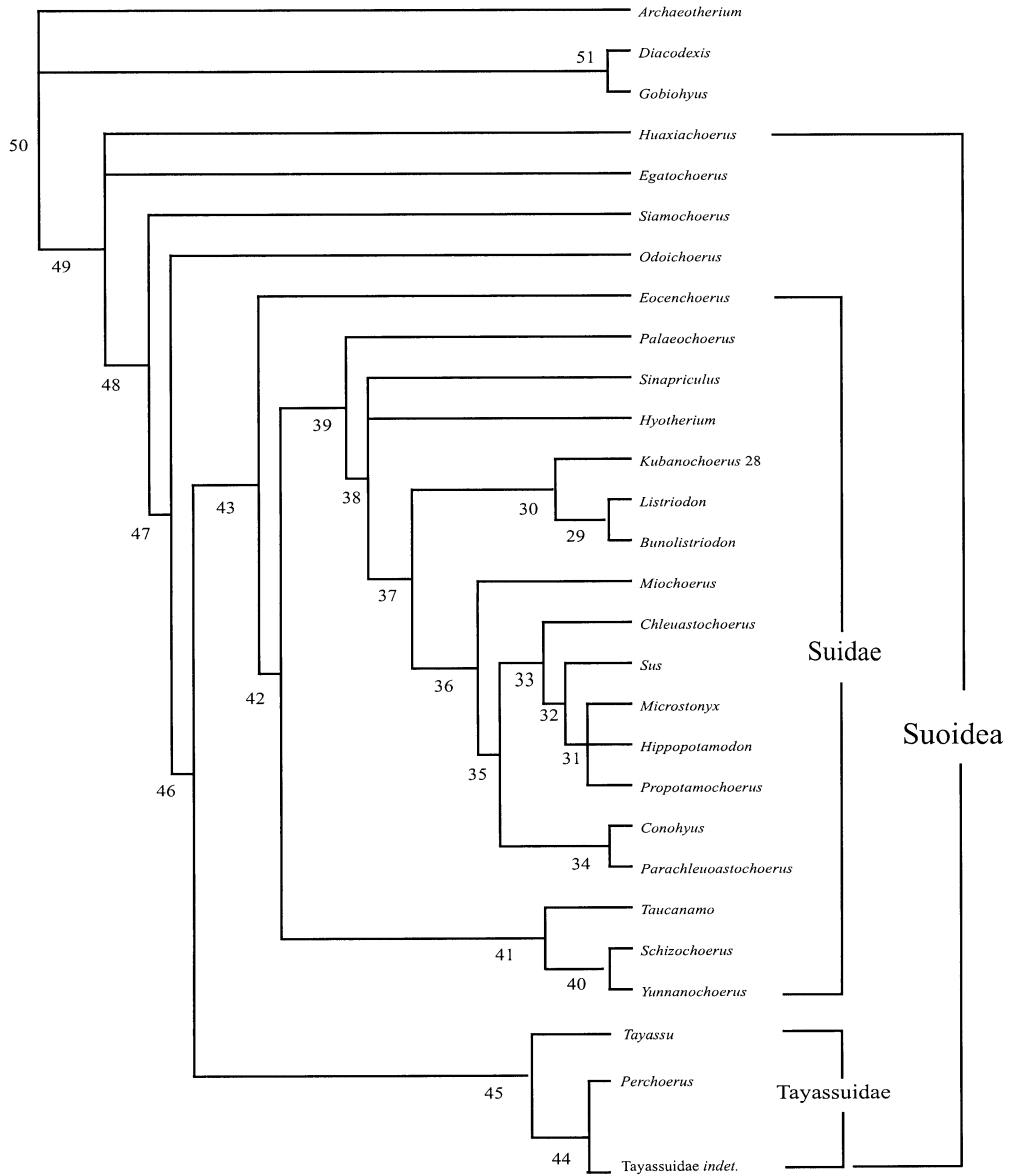 Archaeotherium
51
Diacodexis
Gobiohyus
50
Huaxiachoerus
Egatochoerus
Siamochoerus
Odoichoerus
49
Eocenchoerus
Palaeochoerus
48
Sinapriculus
39
Hyotherium
Kubanochoerus 28
38
43
Listriodon
30
47
29
Bunolistriodon
Miochoerus
37
Chleuastochoerus
Suidae
Sus
33
36
42
Microstonyx
32
Suoidea
Hippopotamodon
31
35
46
Propotamochoerus
Conohyus
34
Parachleuoastochoerus
Taucanamo
Schizochoerus
41
40
Yunnanochoerus
Tayassu
Perchoerus
45
Tayassuidae
44
Tayassuidae indet.